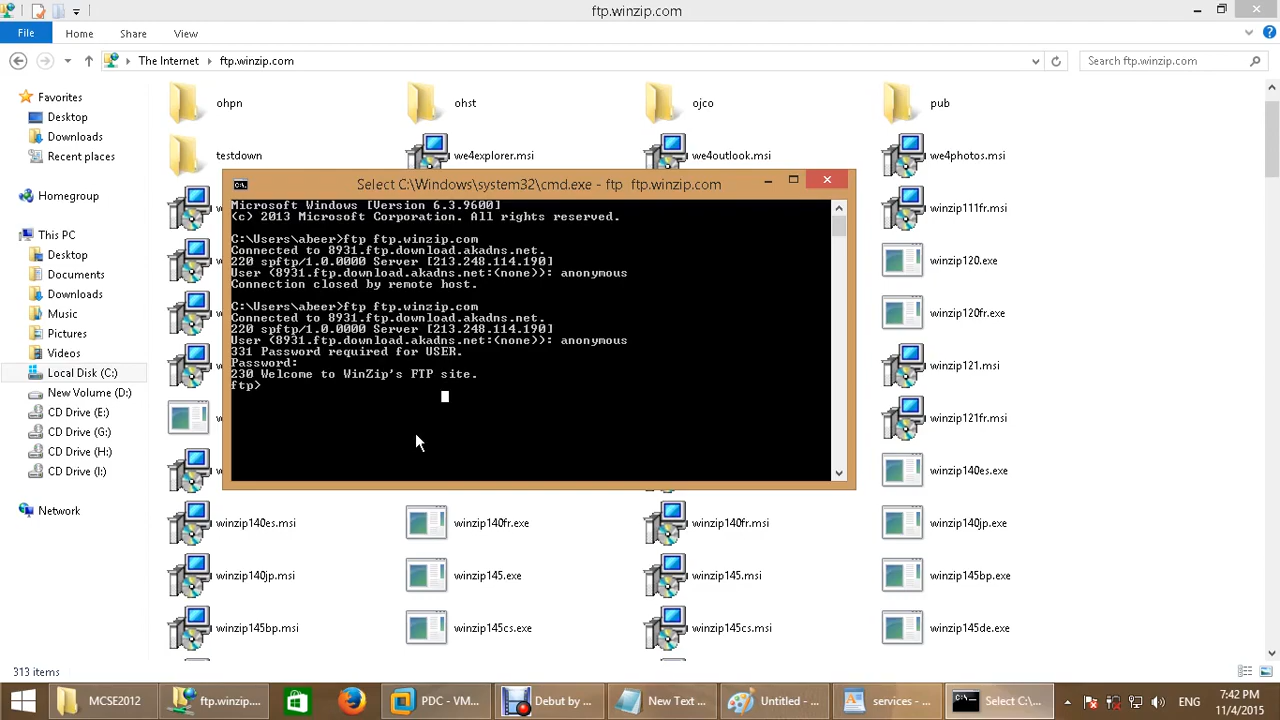 ftp.winzip.com
File Home Share View
The Internet ftp.winzip.com
Search ftp.winzip.com
Favorites
Desktop
Downloads
Recent places
Homegroup
This PC
Desktop
Documents
Downloads
Music
Pictures
Videos
Local Disk (C:)
New Volume (D:)
CD Drive (E:)
CD Drive (G:)
CD Drive (H:)
CD Drive (I:)
Network
ohpn ohst ojco pub
testdown we4explorer.msi we4outlook.msi we4photos.msi
winzip111fr.msi
winzip120.exe
winzip120fr.exe
winzip121.msi
winzip121fr.msi
winzip140es.exe
Select C:\Windows\system32\cmd.exe - ftp ftp.winzip.com
Microsoft Windows [Version 6.3.9600]
(c) 2013 Microsoft Corporation. All rights reserved.
C:\Users\abeer>ftp ftp.winzip.com
Connected to 8931.ftp.download.akadns.net.
220 spftp/1.0.0000 Server [213.248.114.190]
User (8931.ftp.download.akadns.net:(none)): anonymous
Connection closed by remote host.
C:\Users\abeer>ftp ftp.winzip.com
Connected to 8931.ftp.download.akadns.net.
220 spftp/1.0.0000 Server [213.248.114.190]
User (8931.ftp.download.akadns.net:(none)): anonymous
331 Password required for USER.
Password:
230 Welcome to WinZip's FTP site.
ftp>
winzip140es.msi winzip140fr.exe winzip140fr.msi winzip140jp.exe
winzip140jp.msi winzip145.exe winzip145.msi winzip145bp.exe
winzip145bp.msi winzip145cs.exe winzip145cs.msi winzip145de.exe
313 items
MCSE2012 ftp.winzip.... PDC - VM... Debut by ... New Text ... Untitled - ... services - ... Select C:\... ENG
7:42 PM
11/4/2015